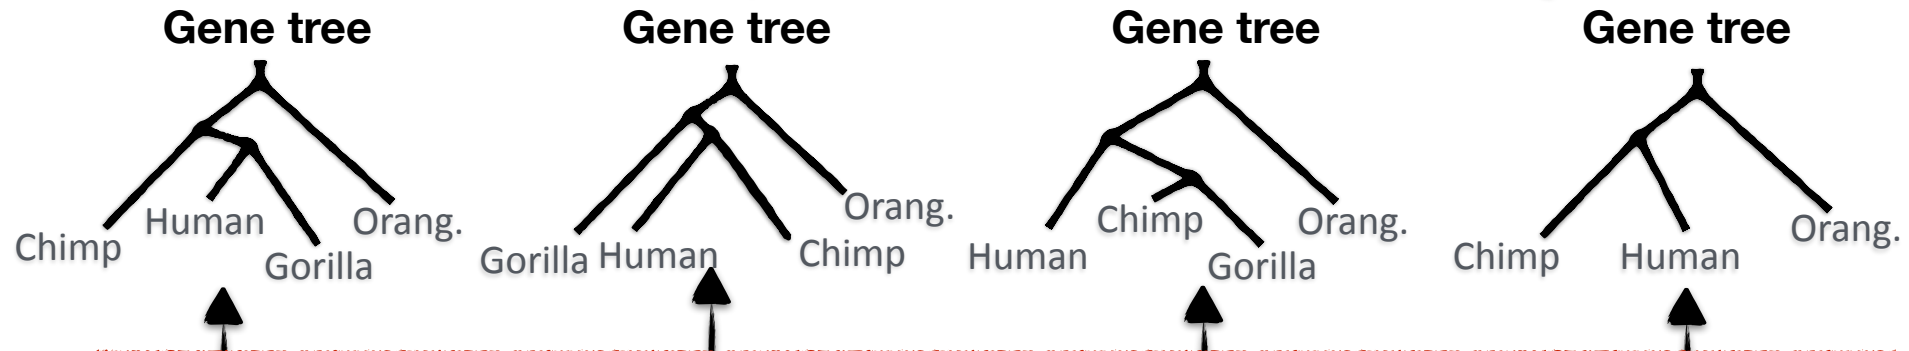 Gene tree Gene tree Gene tree Gene tree
Chimp Human Gorilla Orang.
Gorilla Human Chimp Orang.
Human Chimp Gorilla Orang.
Chimp Human Orang.